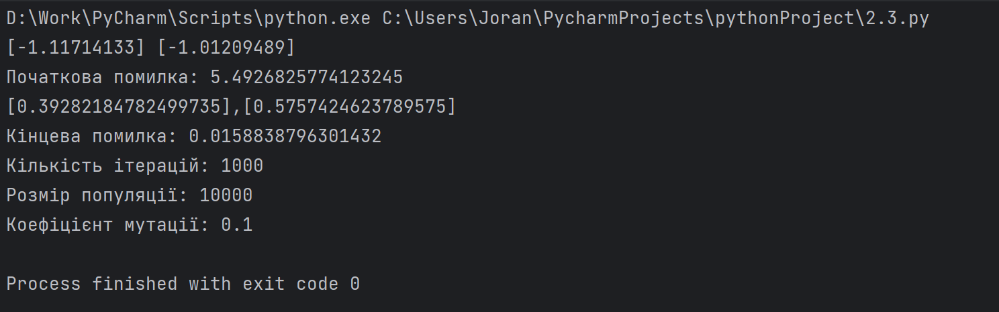 D:\Work\PyCharm\Scripts\python.exe C:\Users\Joran\PycharmProjects\pythonProject\2.3.py
[-1.11714133] [-1.01209489]
Початкова помилка: 5.4926825774123245
[0.39282184782499735],[0.5757424623789575]
Кінцева помилка: 0.0158838796301432
Кількість ітерацій: 1000
Розмір популяції: 10000
Коефіцієнт мутації: 0.1
Process finished with exit code 0